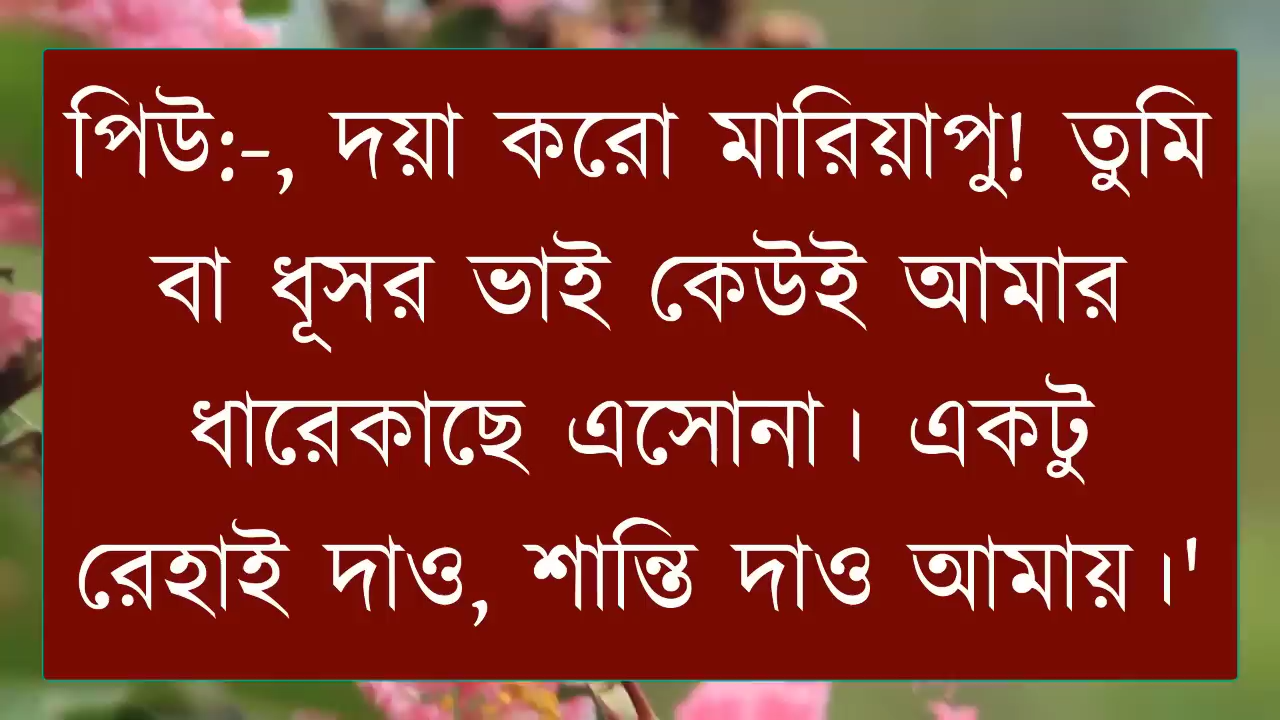 পিউ:-, দয়া করো মারিয়াপু! তুমি
বা ধূসর ভাই কেউই আমার
ধারেকাছে এসোনা। একটু
রেহাই দাও, শান্তি দাও আমায়।'